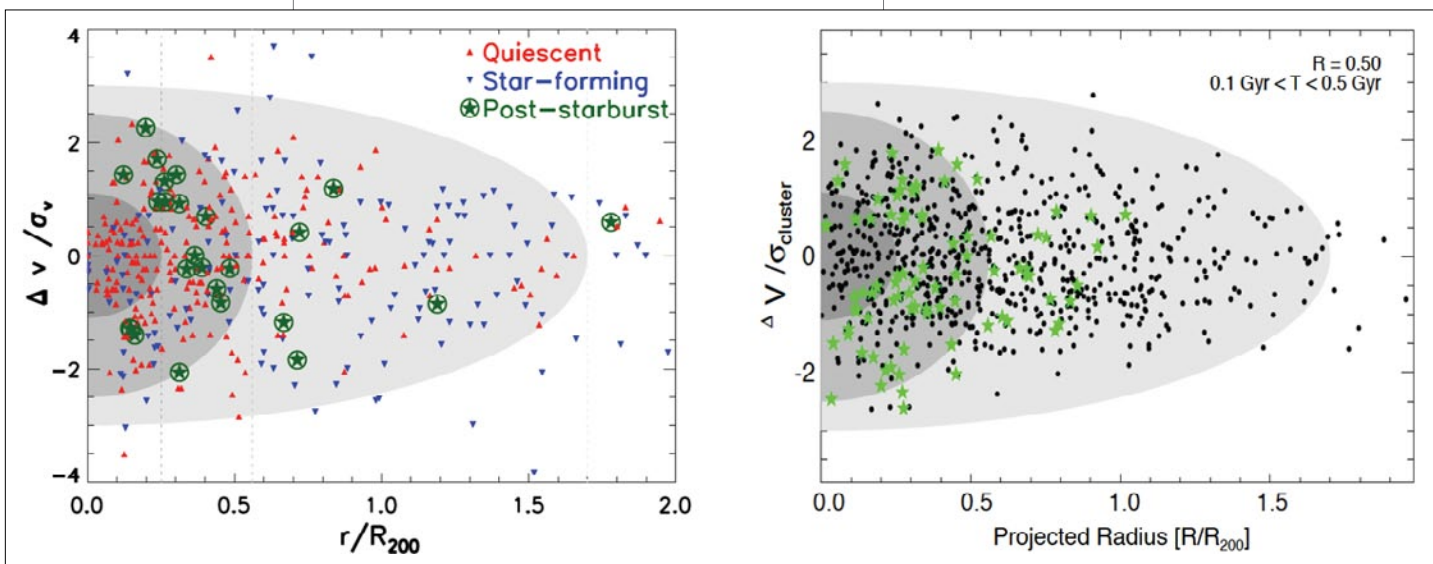 4
2
0
-2
-4
Δ v /σv
Quiescent
Star-forming
Post-starburst
0.0 0.5 1.0 1.5 2.0
r/R200
2
0
-2
Δ V /σcluster
R = 0.50
0.1 Gyr < T < 0.5 Gyr
0.0 0.5 1.0 1.5
Projected Radius [R/R200]